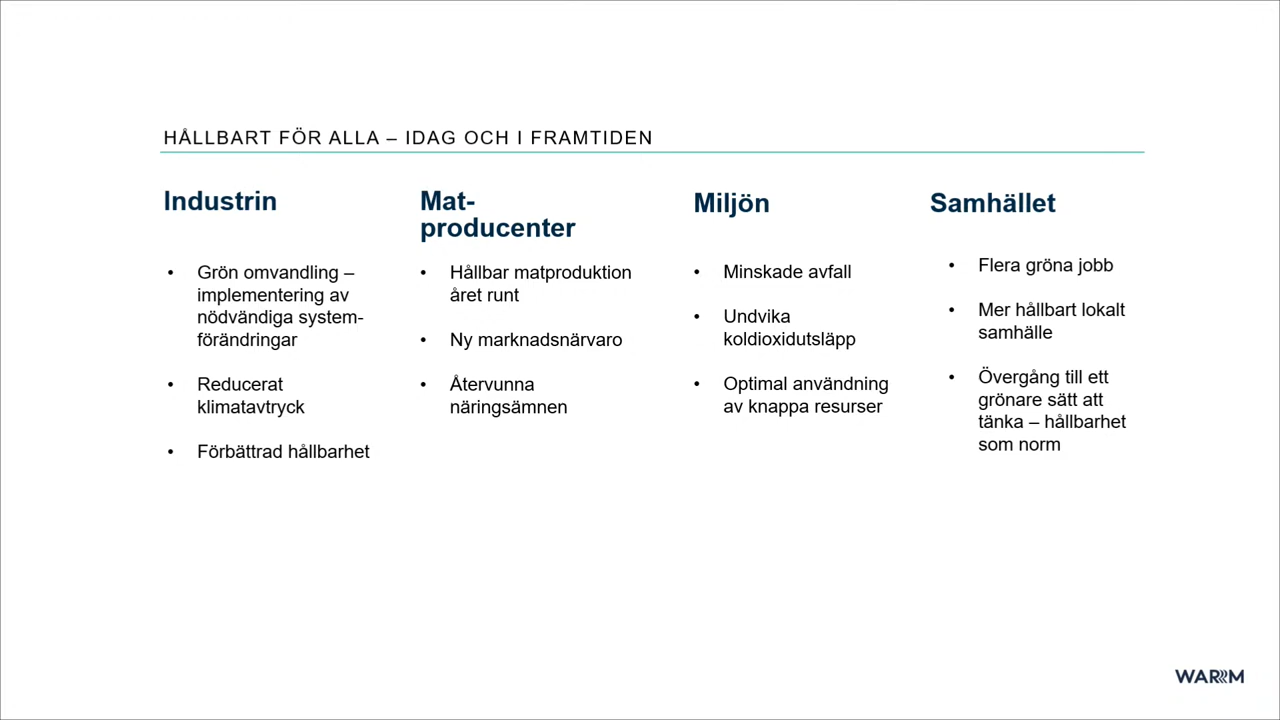 HÅLLBART FÖR ALLA – IDAG OCH I FRAMTIDEN
Industrin
• Grön omvandling –
implementering av
nödvändiga system-
förändringar
• Reducerat
klimatavtryck
• Förbättrad hållbarhet
Mat-
producenter
• Hållbar matproduktion
året runt
• Ny marknadsnärvaro
• Återvunna
näringsämnen
Miljön
• Minskade avfall
• Undvika
koldioxidutsläpp
• Optimal användning
av knappa resurser
Samhället
• Flera gröna jobb
• Mer hållbart lokalt
samhälle
• Övergång till ett
grönare sätt att
tänka – hållbarhet
som norm
WARM